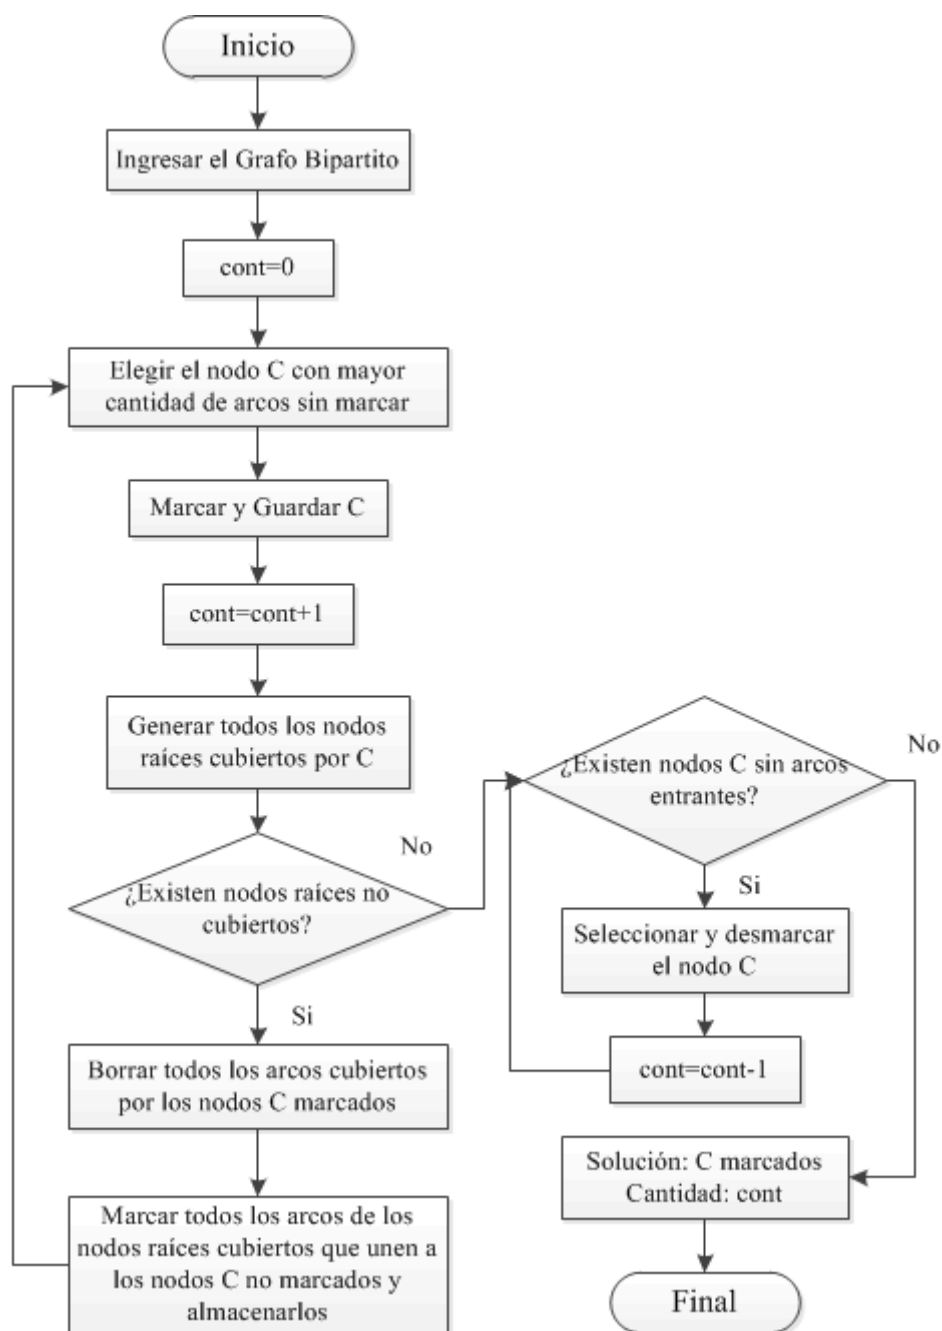 Inicio
Ingresar el Grafo Bipartito
cont=0
Elegir el nodo C con mayor
cantidad de arcos sin marcar
Marcar y Guardar C
cont=cont+1
Generar todos los nodos
raíces cubiertos por C
¿Existen nodos raíces no
cubiertos?
No
Si
Borrar todos los arcos cubiertos
por los nodos C marcados
Marcar todos los arcos de los
nodos raíces cubiertos que unen a
los nodos C no marcados y
almacenarlos
¿Existen nodos C sin arcos
entrantes?
No
Si
Seleccionar y desmarcar
el nodo C
cont=cont-1
Solución: C marcados
Cantidad: cont
Final